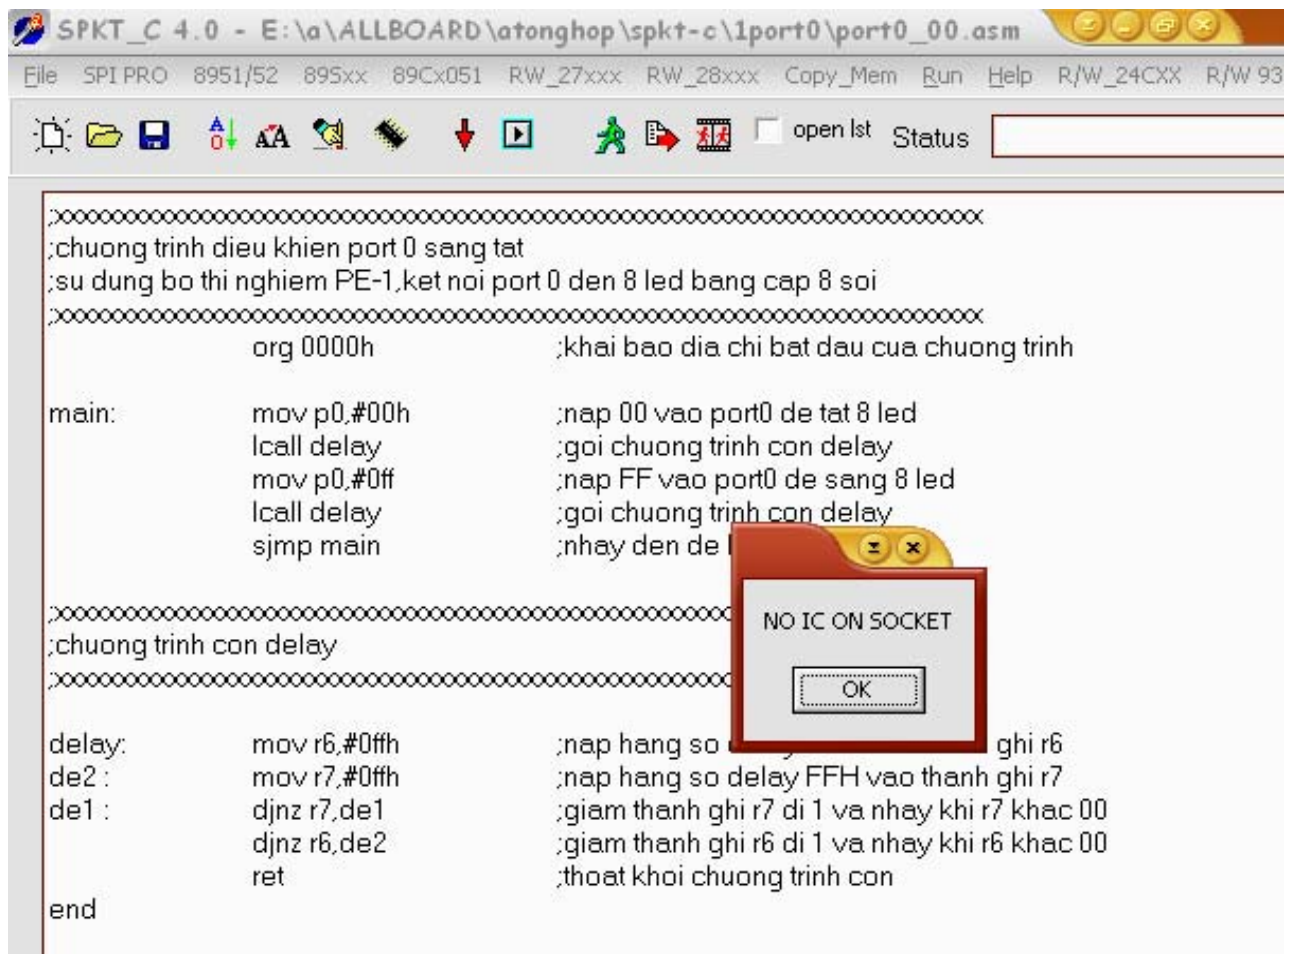 SPKT_C 4.0 - E:\a\ALLBOARD\atonghop\spkt-c\1port0\port0_00.asm
File SPI PRO 8951/52 89Sxx 89Cx051 RW_27xxx RW_28xxx Copy_Mem Run Help R/W_24CXX R/W 93
open lst Status
;chuong trinh dieu khien port 0 sang tat
;su dung bo thi nghiem PE-1,ket noi port 0 den 8 led bang cap 8 soi
org 0000h ;khai bao dia chi bat dau cua chuong trinh
main: mov p0,#00h ;nap 00 vao port0 de tat 8 led
lcall delay ;goi chuong trinh con delay
mov p0,#0ff ;nap FF vao port0 de sang 8 led
lcall delay ;goi chuong trinh con delay
sjmp main ;nhay den de
NO IC ON SOCKET
OK
;chuong trinh con delay
delay: mov r6,#0ffh ;nap hang so ghi r6
de2 : mov r7,#0ffh ;nap hang so delay FFH vao thanh ghi r7
de1 : djnz r7,de1 ;giam thanh ghi r7 di 1 va nhay khi r7 khac 00
djnz r6,de2 ;giam thanh ghi r6 di 1 va nhay khi r6 khac 00
ret ;thoat khoi chuong trinh con
end